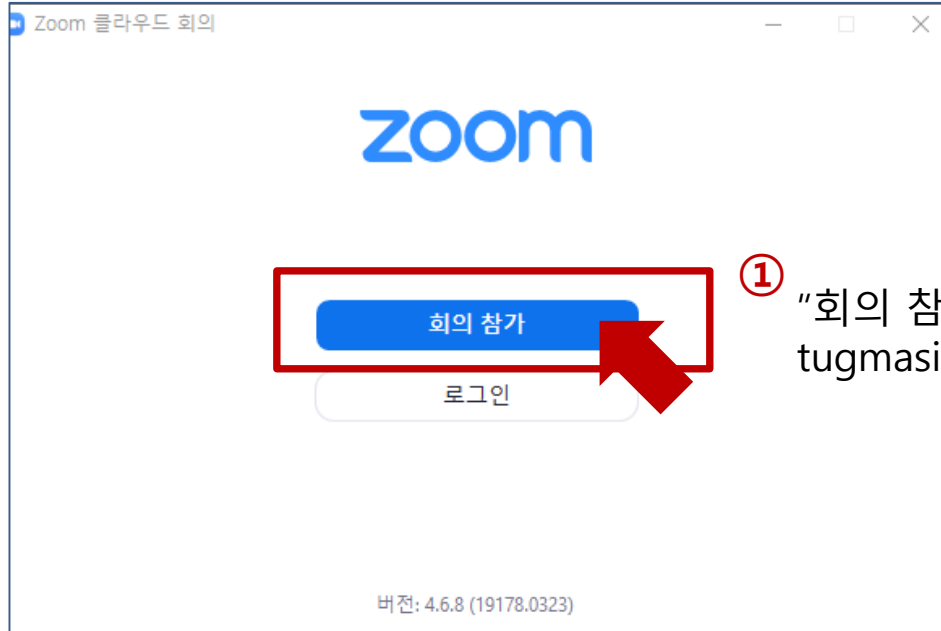 Zoom 클라우드 회의
zoom
①
회의 참가
"회의 참
tugmasi
로그인
버전: 4.6.8 (19178.0323)